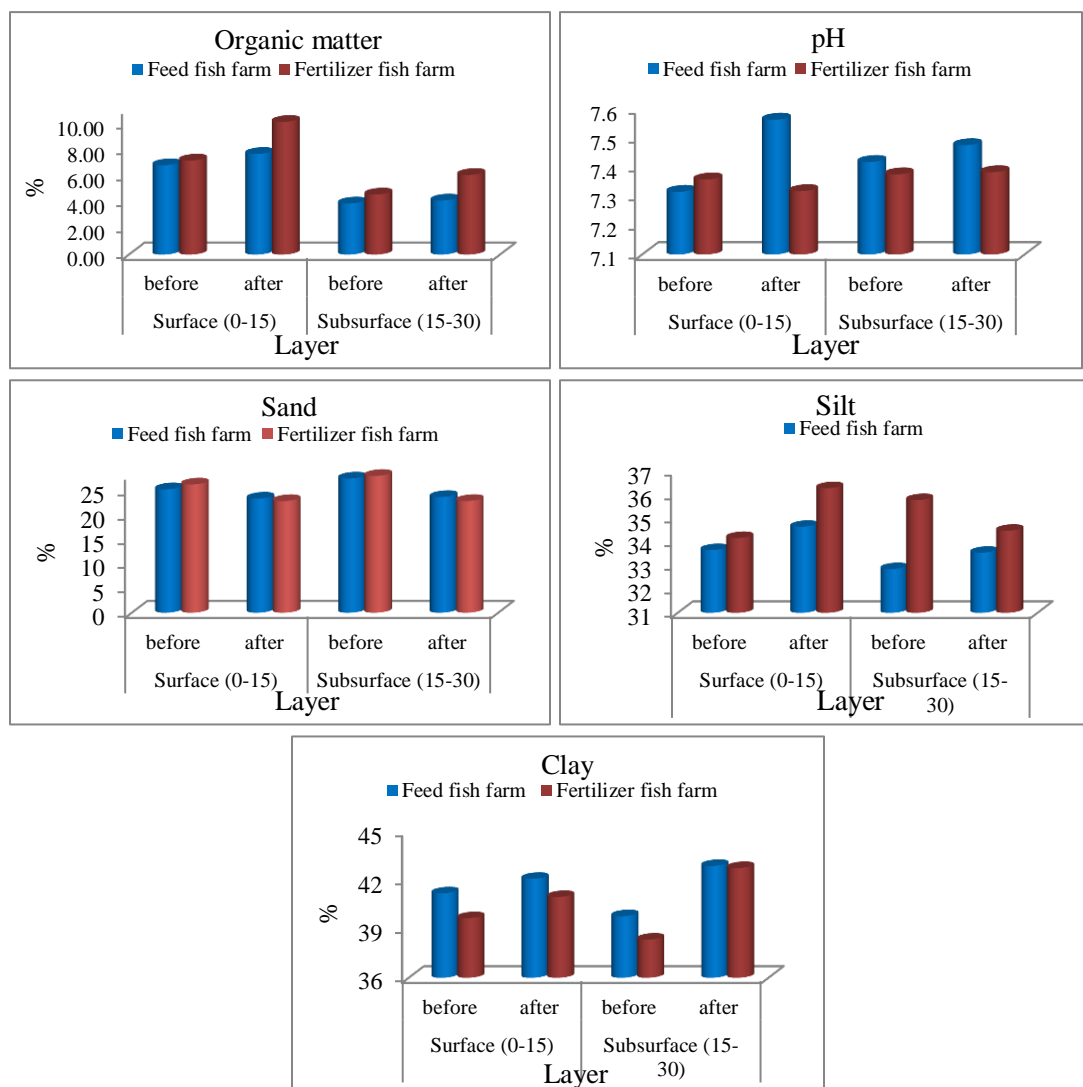 Organic matter
Feed fish farm Fertilizer fish farm
10.00
8.00
6.00
4.00
2.00
0.00
%
before after before after
Surface (0-15) Subsurface (15-30)
Layer
pH
Feed fish farm Fertilizer fish farm
7.6
7.5
7.4
7.3
7.2
7.1
before after before after
Surface (0-15) Subsurface (15-30)
Layer
Sand
Feed fish farm Fertilizer fish farm
25
20
15
10
5
0
%
before after before after
Surface (0-15) Subsurface (15-30)
Layer
Silt
Feed fish farm
37
36
35
34
33
32
31
%
before after before after
Surface (0-15) Subsurface (15-
30)
Layer
Clay
Feed fish farm Fertilizer fish farm
45
42
39
36
%
before after before after
Surface (0-15) Subsurface (15-
30)
Layer